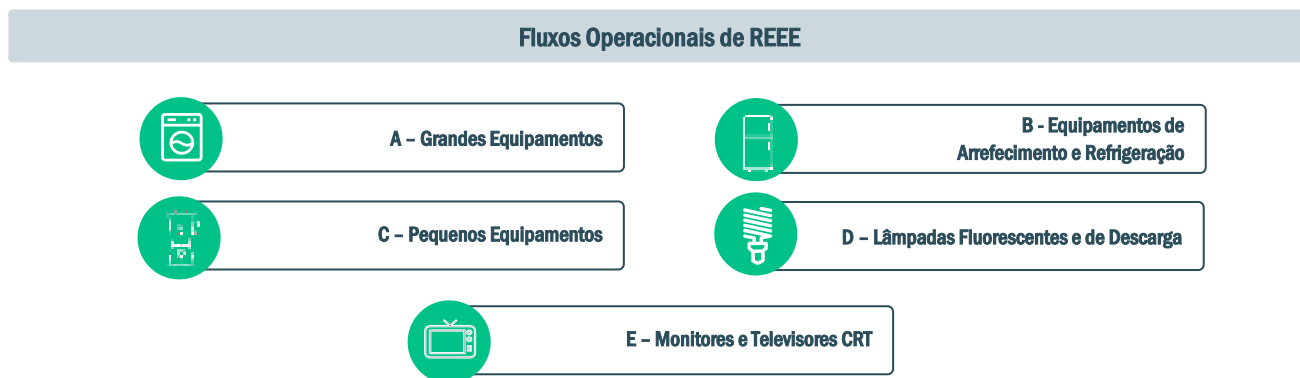 Fluxos Operacionais de REEE
A – Grandes Equipamentos
B - Equipamentos de
Arrefecimento e Refrigeração
C – Pequenos Equipamentos
D – Lâmpadas Fluorescentes e de Descarga
E – Monitores e Televisores CRT